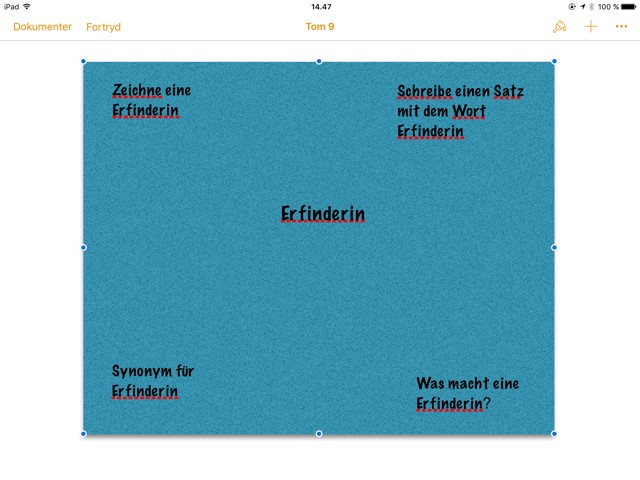 iPad 14.47 100 %
Dokumenter Fortryd Tom 9
Zeichne eine
Erfinderin
Schreibe einen Satz
mit dem Wort
Erfinderin
Erfinderin
Synonym für
Erfinderin
Was macht eine
Erfinderin?